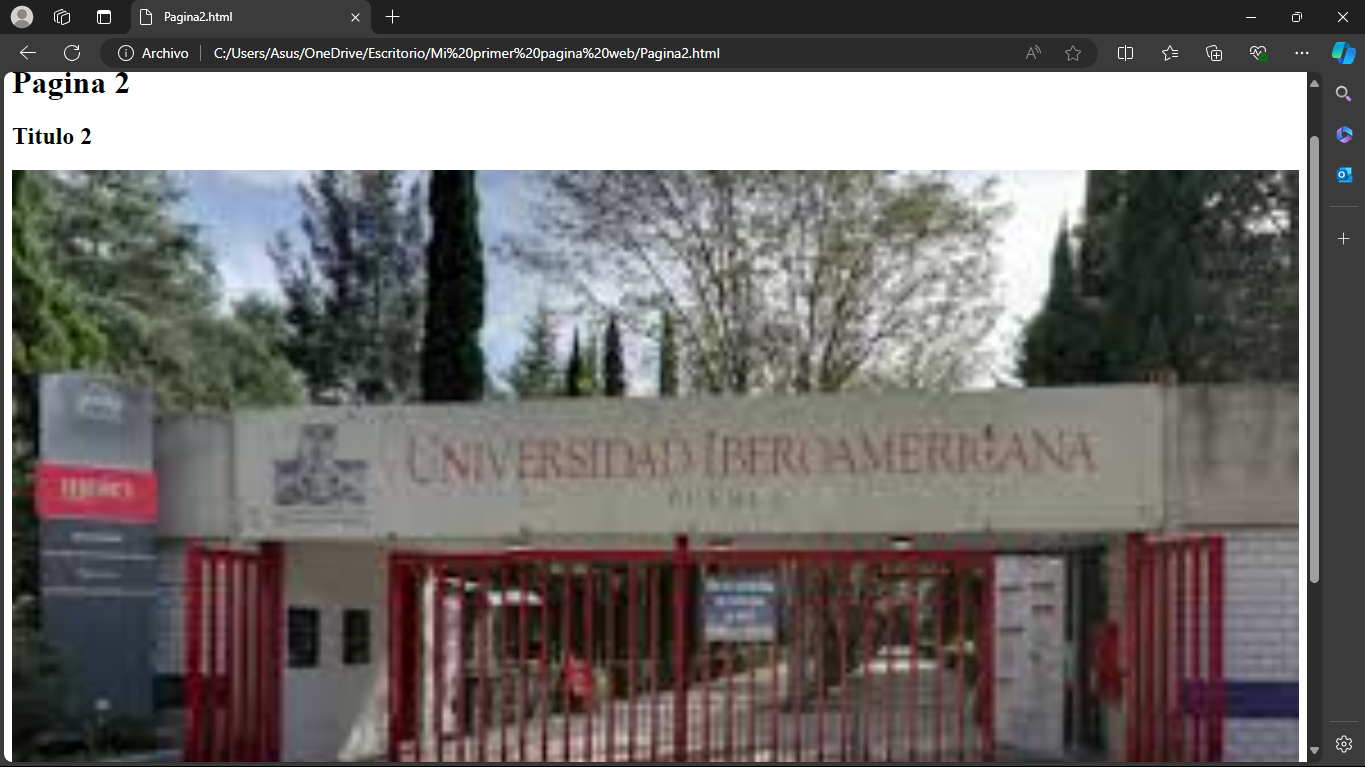 Pagina2.html
Archivo
C:/Users/Asus/OneDrive/Escritorio/Mi%20primer%20pagina%20web/Pagina2.html
Pagina 2
Titulo 2
UNIVERSIDAD IBEROAMERICANA
PUEBLA